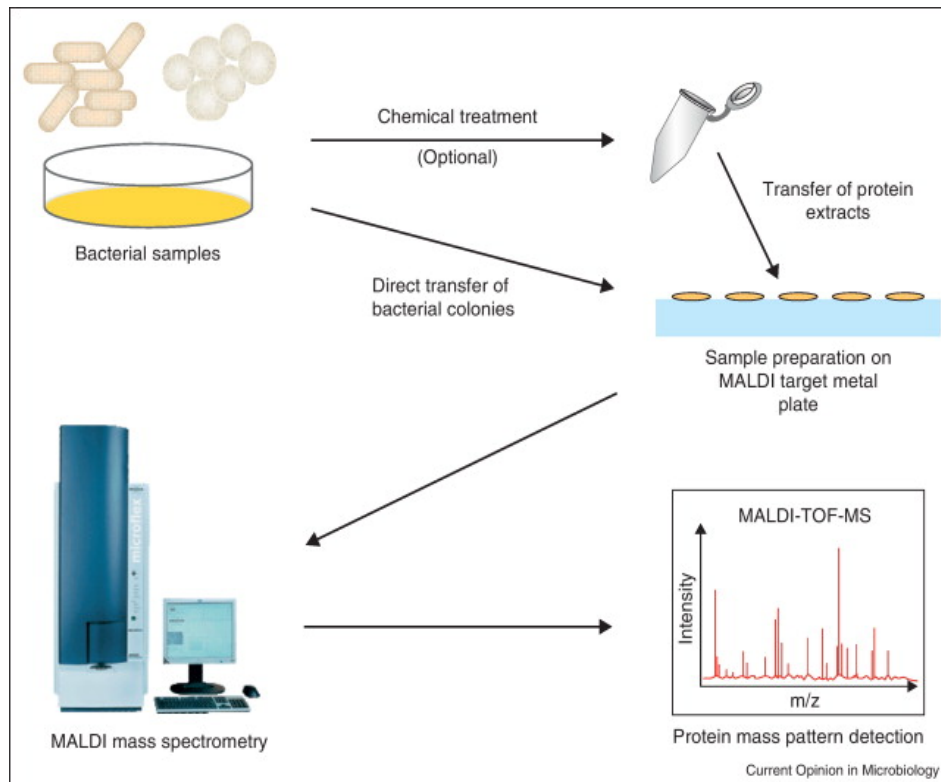 Chemical treatment
(Optional)
Transfer of protein
extracts
Bacterial samples
Direct transfer of
bacterial colonies
Sample preparation on
MALDI target metal
plate
microflex
MALDI-TOF-MS
Intensity
m/z
MALDI mass spectrometry
Protein mass pattern detection
Current Opinion in Microbiology